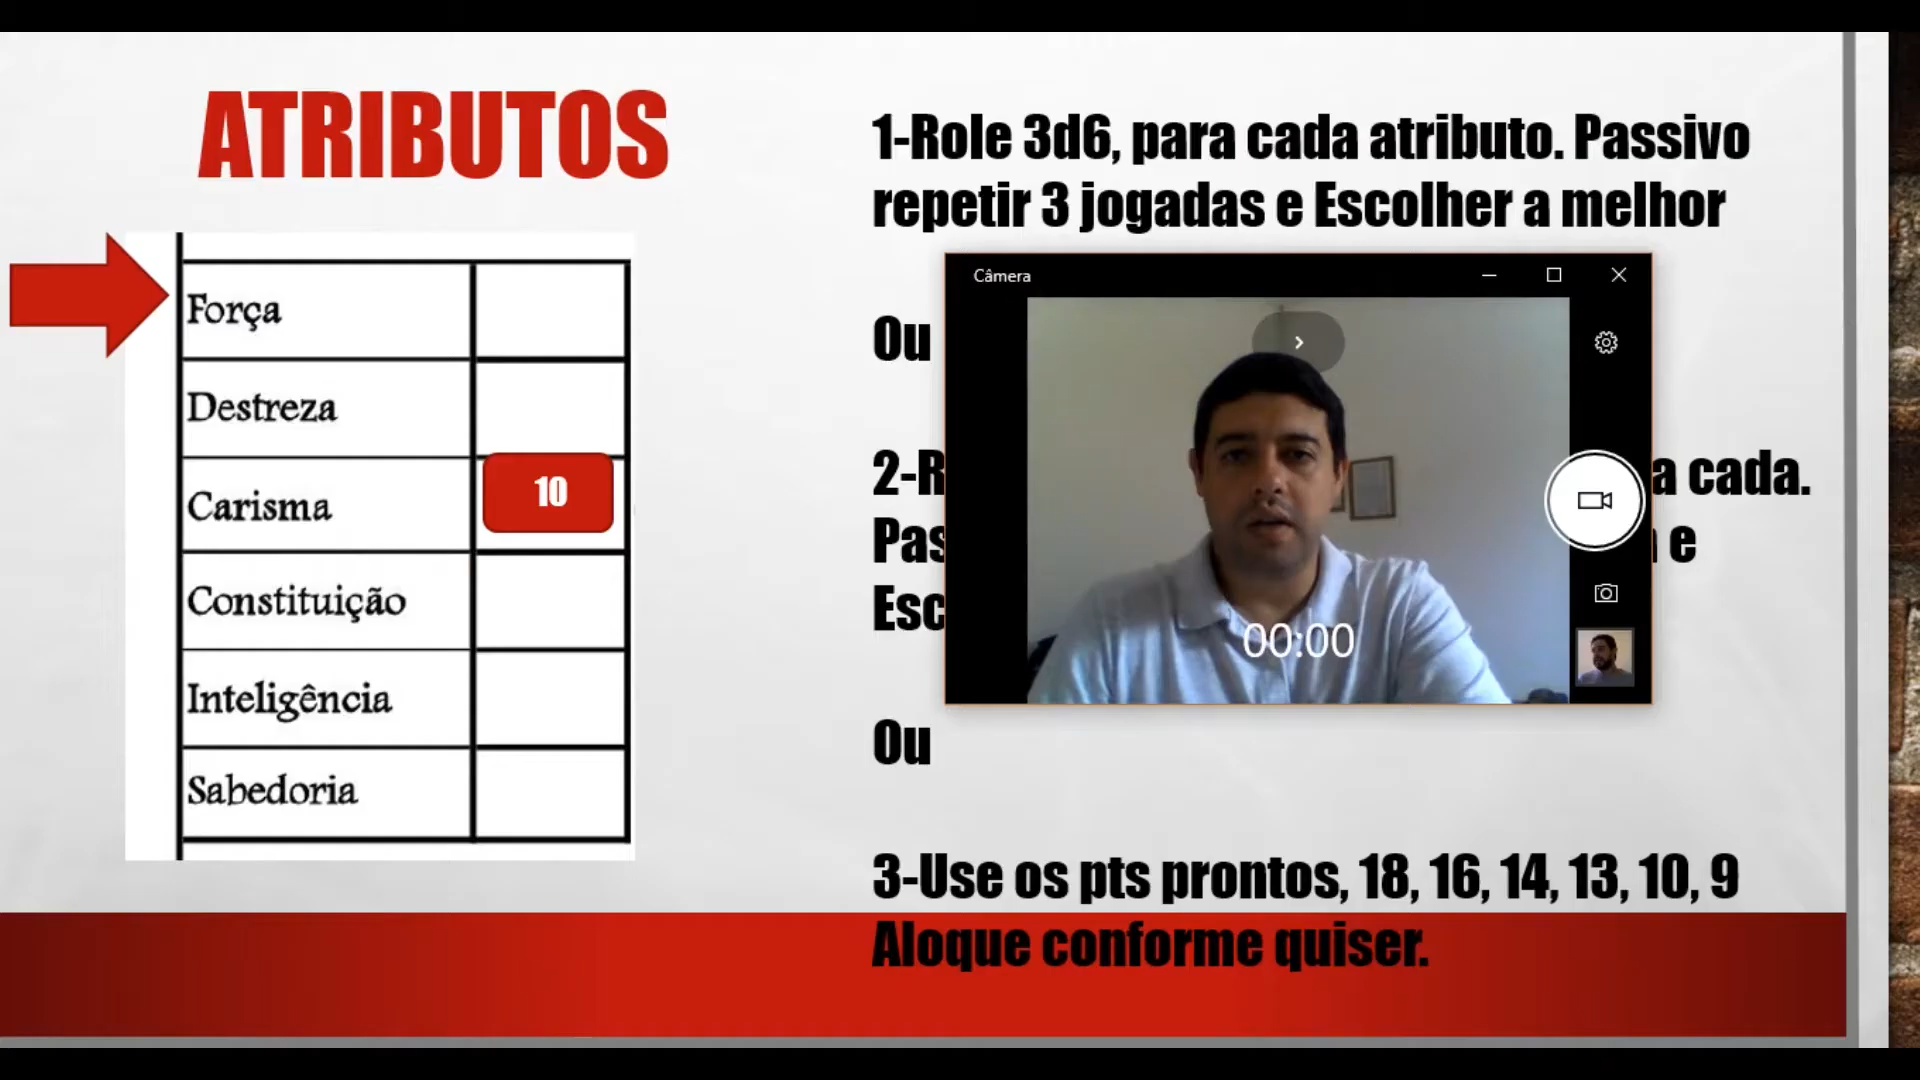 ATRIBUTOS
Força
Destreza
Carisma
10
Constituição
Inteligência
Sabedoria
1-Role 3d6, para cada atributo. Passivo
repetir 3 jogadas e Escolher a melhor
Ou
2-
a cada.
e
Ou
3-Use os pts prontos, 18, 16, 14, 13, 10, 9
Aloque conforme quiser.
Câmera
00:00